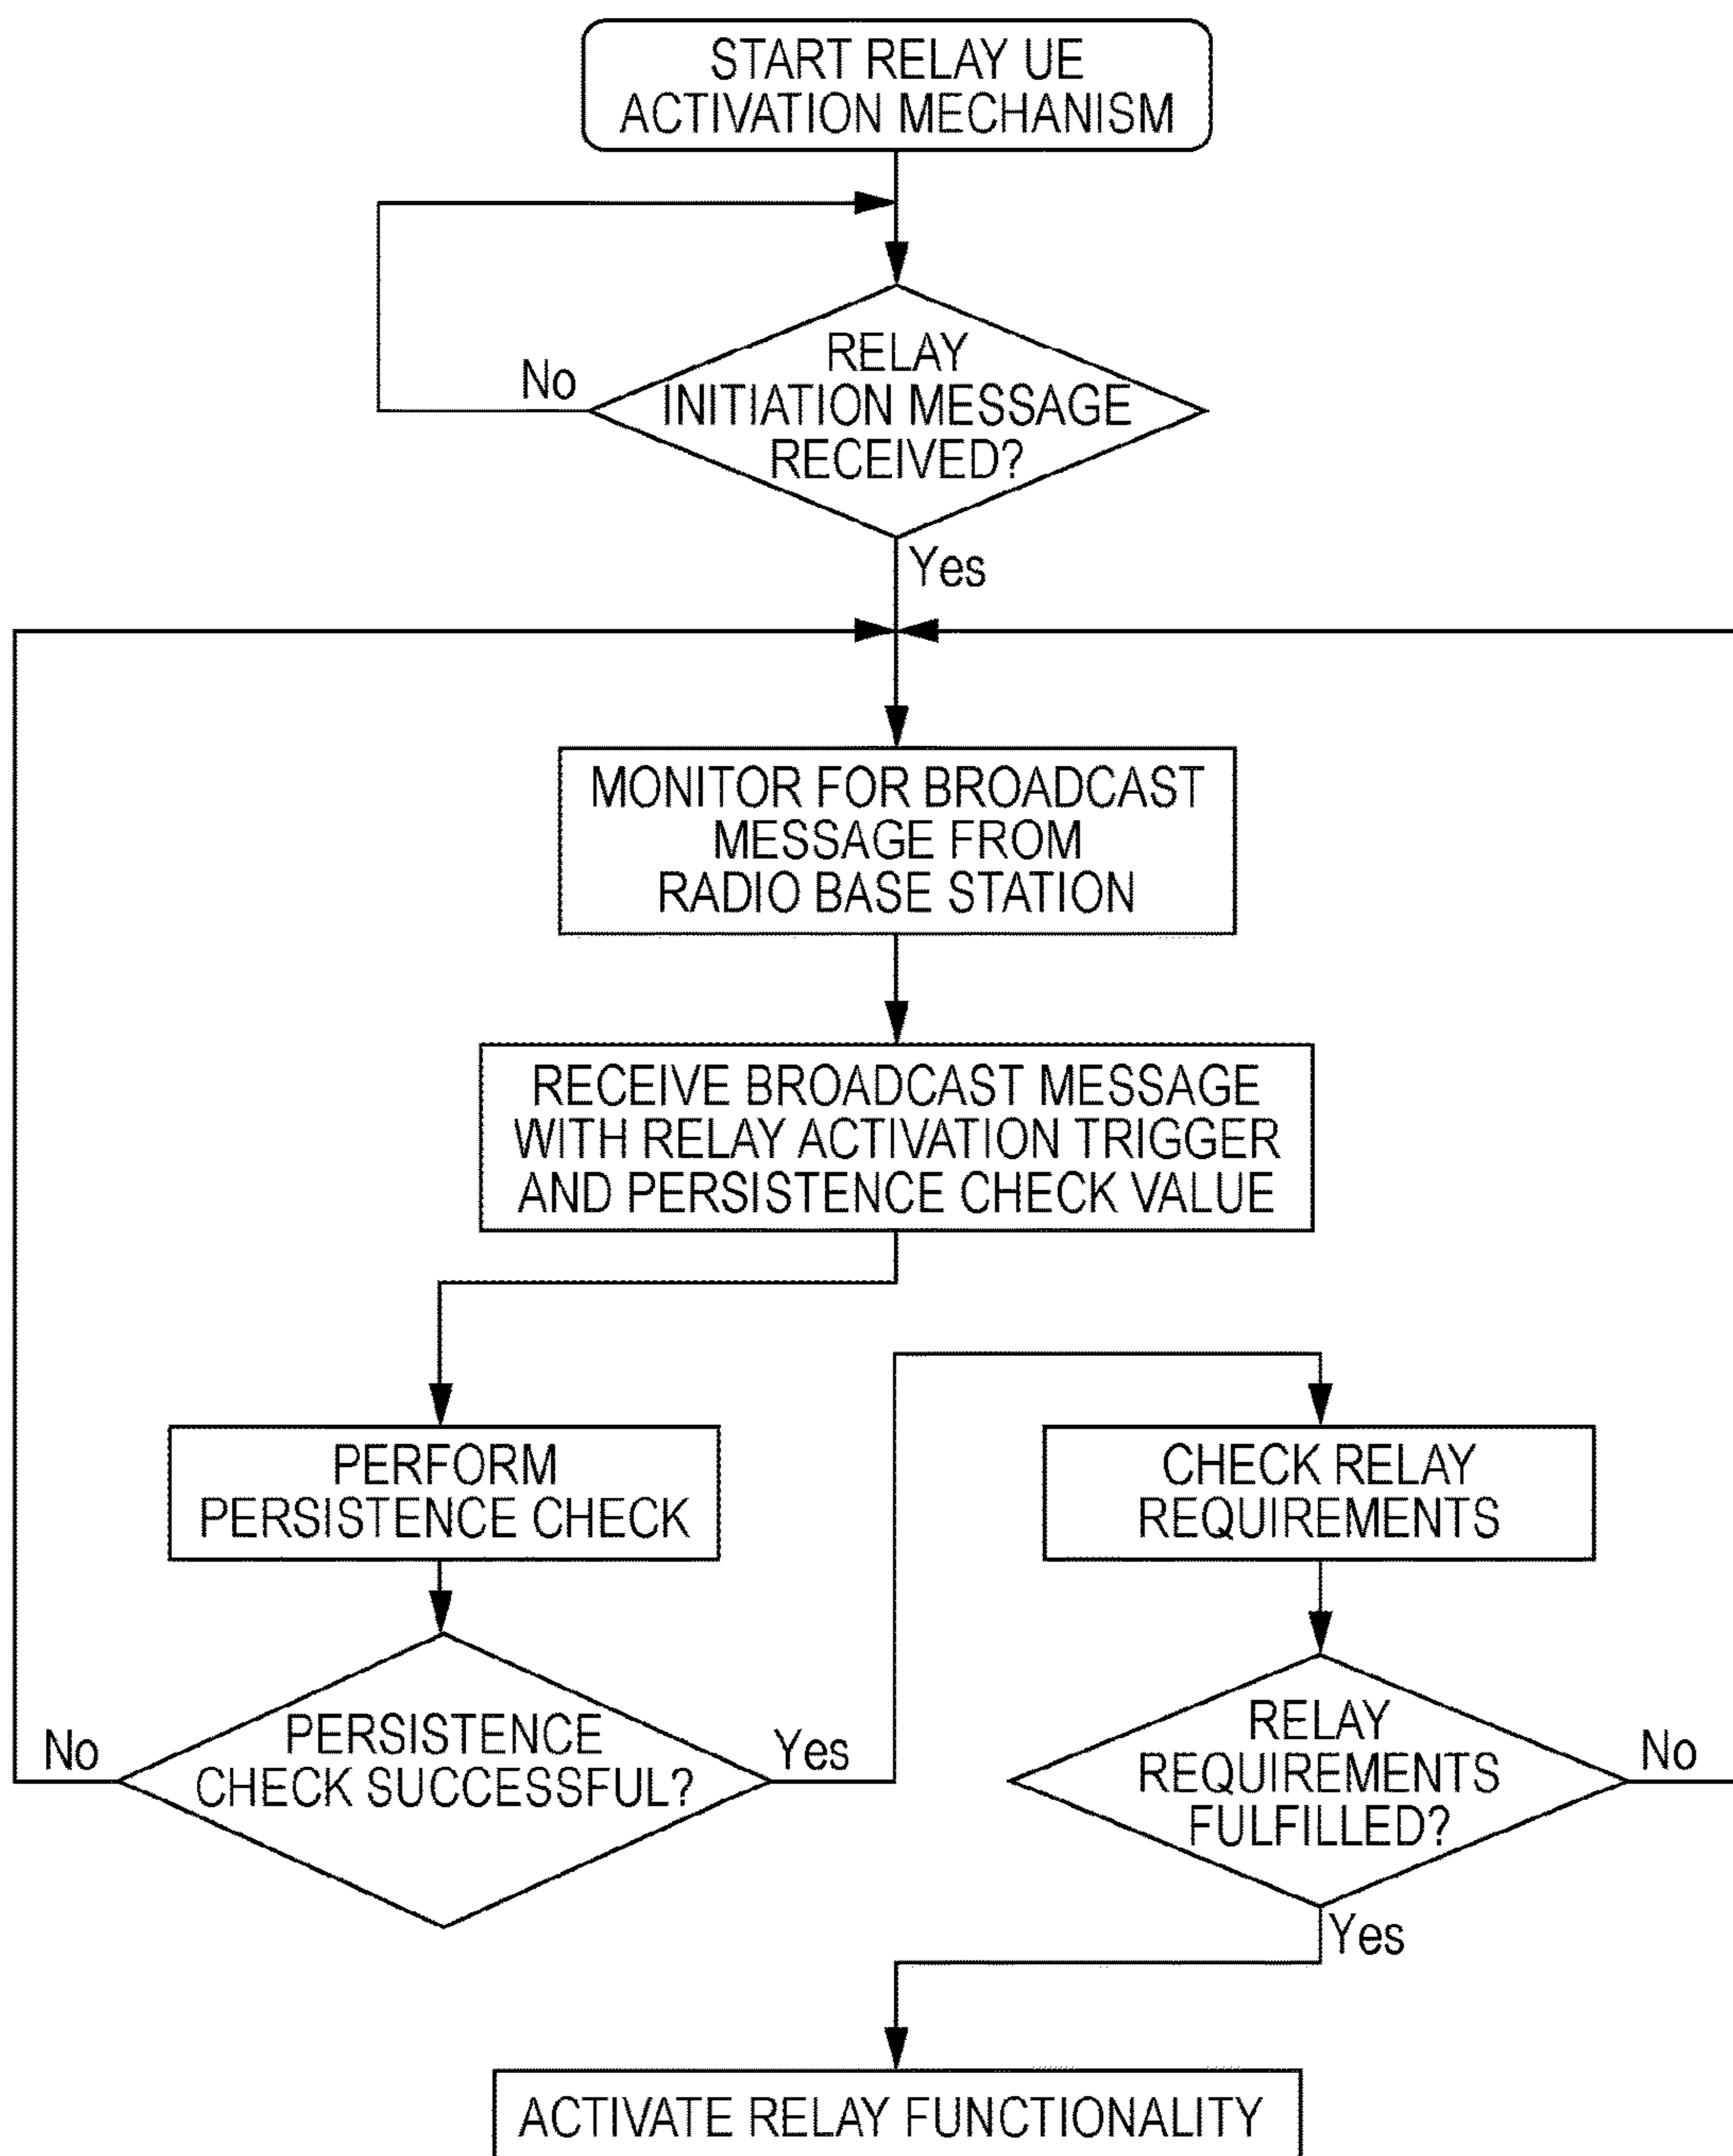 START RELAY UE
ACTIVATION MECHANISM
RELAY
INITIATION MESSAGE
RECEIVED?
No
Yes
MONITOR FOR BROADCAST
MESSAGE FROM
RADIO BASE STATION
RECEIVE BROADCAST MESSAGE
WITH RELAY ACTIVATION TRIGGER
AND PERSISTENCE CHECK VALUE
PERFORM
PERSISTENCE CHECK
PERSISTENCE
CHECK SUCCESSFUL?
No
Yes
CHECK RELAY
REQUIREMENTS
RELAY
REQUIREMENTS
FULFILLED?
No
Yes
ACTIVATE RELAY FUNCTIONALITY